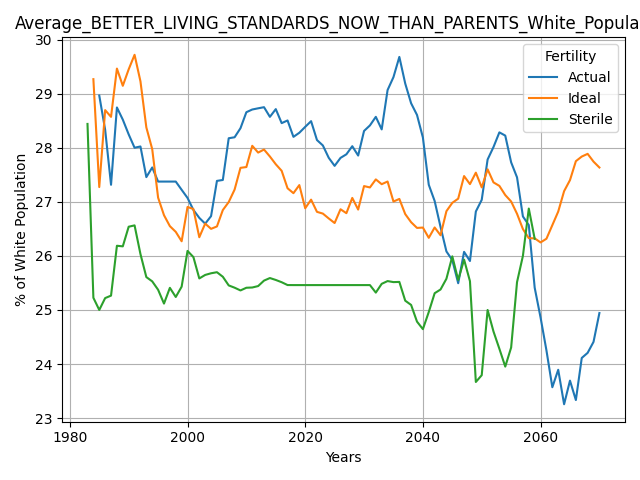 Average_BETTER_LIVING_STANDARDS_NOW_THAN_PARENTS_White_Popula
30
29
28
27
26
25
24
23
% of White Population
1980
2000
2020
2040
2060
Years
Fertility
Actual
Ideal
Sterile